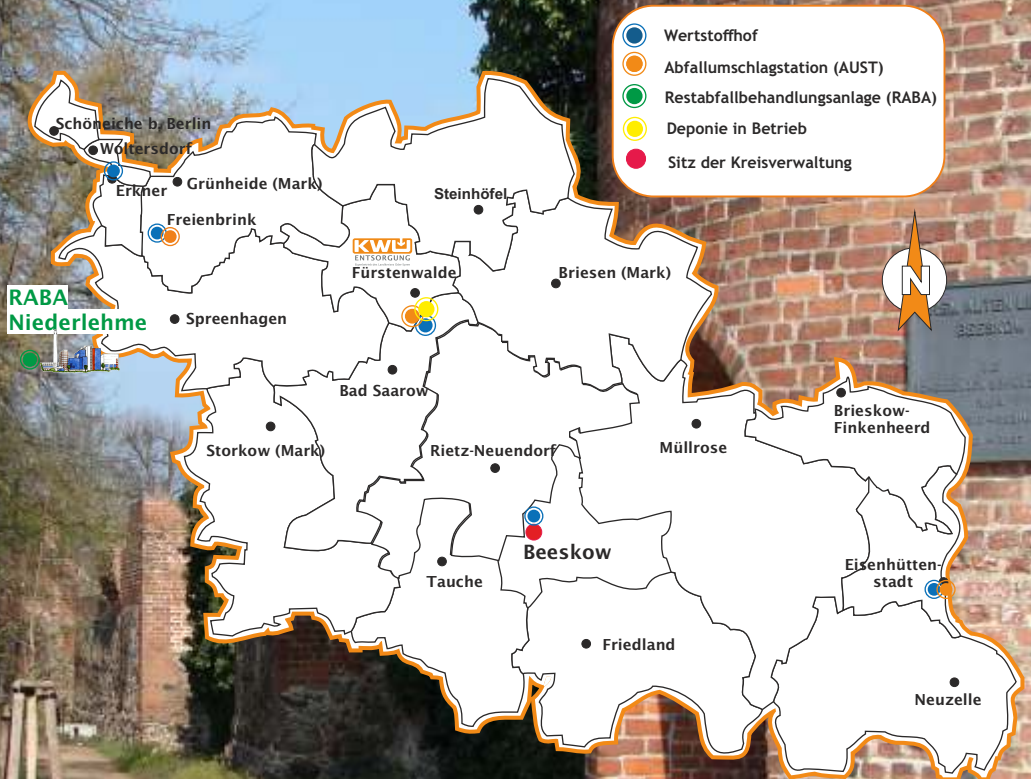 Wertstoffhof
Abfallumschlagstation (AUST)
Restabfallbehandlungsanlage (RABA)
Deponie in Betrieb
Sitz der Kreisverwaltung
Schöneiche b. Berlin
Woltersdorf
Erkner
Grünheide (Mark)
Freienbrink
Steinhöfel
KWU
ENTSORGUNG
Fürstenwalde
Briesen (Mark)
N
RABA
Niederlehme
Spreenhagen
Bad Saarow
Storkow (Mark)
Rietz-Neuendorf
Müllrose
Brieskow-
Finkenheerd
Beeskow
Tauche
Eisenhütten-
stadt
Friedland
Neuzelle
BEESKOW